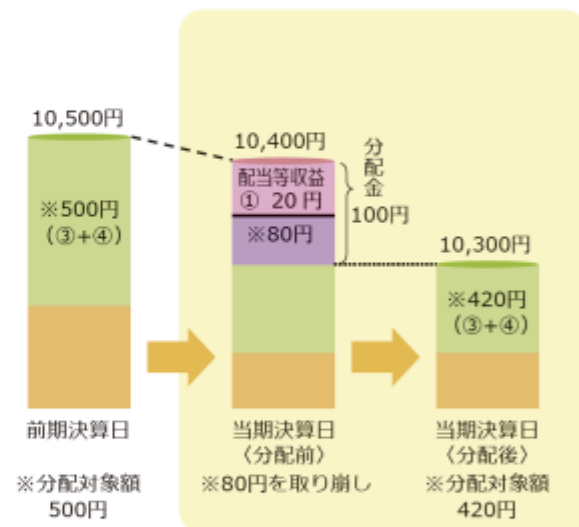 10,500円
※500円
(③+④)
前期決算日
※分配対象額
500円
10,400円
配当等収益
① 20円
※80円
分配金
100円
当期決算日
〈分配前〉
※80円を取り崩し
10,300円
※420円
(③+④)
当期決算日
〈分配後〉
※分配対象額
420円